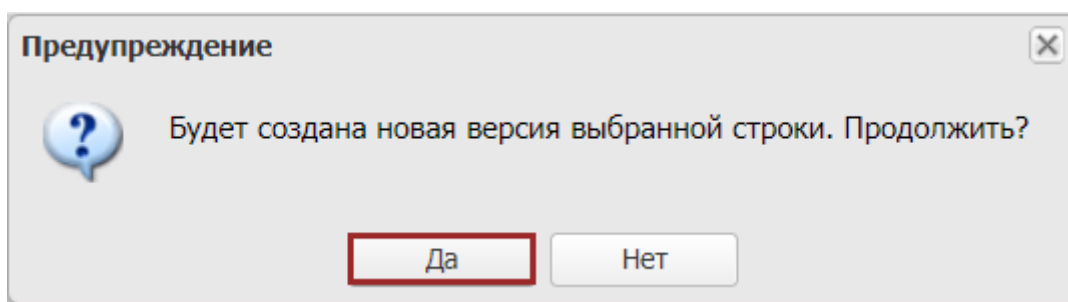 Предупреждение
Будет создана новая версия выбранной строки. Продолжить?
Да
Нет